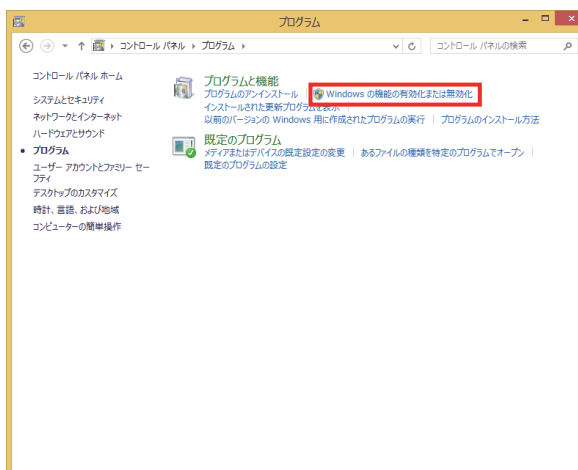 プログラム
コントロール パネル プログラム
コントロール パネルの検索
コントロール パネル ホーム
システムとセキュリティ
ネットワークとインターネット
ハードウェアとサウンド
プログラム
ユーザー アカウントとファミリー セー
フティ
デスクトップのカスタマイズ
時計、言語、および地域
コンピューターの簡単操作
プログラムと機能
プログラムのアンインストール Windows の機能の有効化または無効化
インストールされた更新プログラムを表示
以前のバージョンの Windows 用に作成されたプログラムの実行 プログラムのインストール方法
既定のプログラム
メディアまたはデバイスの既定設定の変更 あるファイルの種類を特定のプログラムでオープン
既定のプログラムの設定